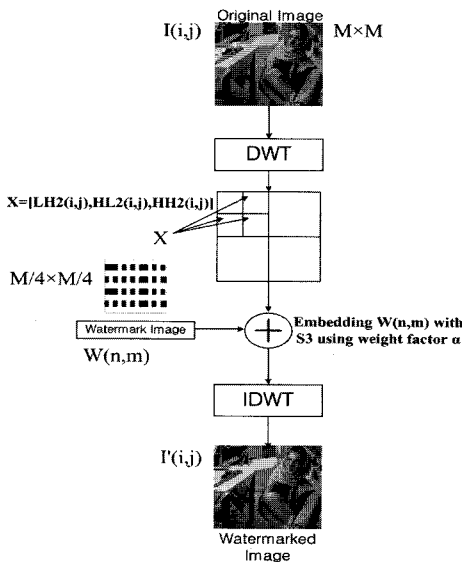 Original Image
I(i,j)
M×M
DWT
X=[LH2(i,j),HL2(i,j),HH2(i,j)]
X
M/4×M/4
Watermark Image
W(n,m)
Embedding W(n,m) with
S3 using weight factor α
IDWT
I'(i,j)
Watermarked
Image